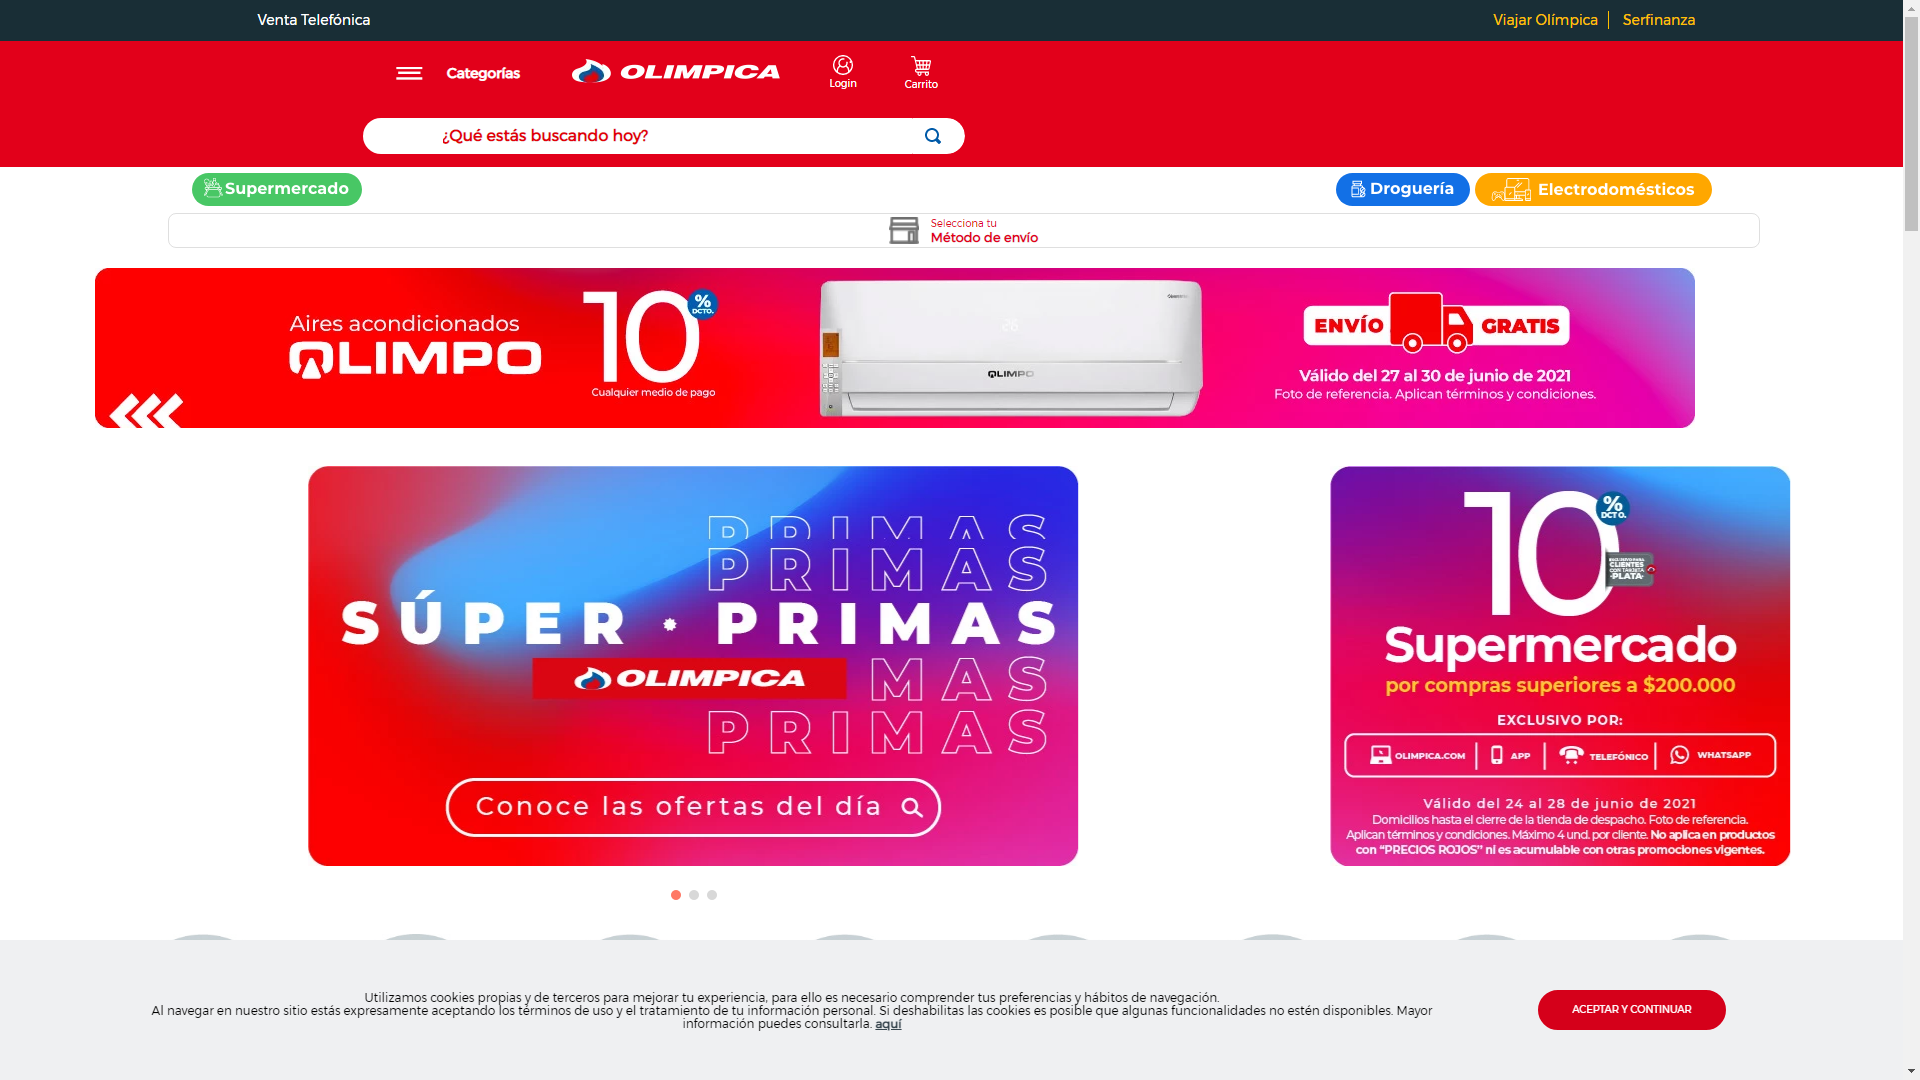 Venta Telefónica
Viajar Olímpica
Serfinanza
Categorías
OLIMPICA
Login
Carrito
¿Qué estás buscando hoy?
Supermercado
Droguería
Electrodomésticos
Selecciona tu
Método de envío
Aires acondicionados
OLIMPO
10
%
DCTO.
Cualquier medio de pago
OLIMPO
ENVÍO GRATIS
Válido del 27 al 30 de junio de 2021
Foto de referencia. Aplican términos y condiciones.
PRIMAS
PRIMAS
SÚPER PRIMAS
OLIMPICA
MAS
PRIMAS
Conoce las ofertas del día
10
%
DCTO.
EXCLUSIVO PARA
CLIENTES
CON TARJETA
PLATA
Supermercado
por compras superiores a $200.000
EXCLUSIVO POR:
OLIMPICA.COM
APP
TELEFÓNICO
WHATSAPP
Válido del 24 al 28 de junio de 2021
Domicilios hasta el cierre de la tienda de despacho. Foto de referencia.
Aplican términos y condiciones. Máximo 4 und. por cliente. No aplica en productos
con “PRECIOS ROJOS” ni es acumulable con otras promociones vigentes.
Utilizamos cookies propias y de terceros para mejorar tu experiencia, para ello es necesario comprender tus preferencias y hábitos de navegación.
Al navegar en nuestro sitio estás expresamente aceptando los términos de uso y el tratamiento de tu información personal. Si deshabilitas las cookies es posible que algunas funcionalidades no estén disponibles. Mayor
información puedes consultarla. aquí
ACEPTAR Y CONTINUAR